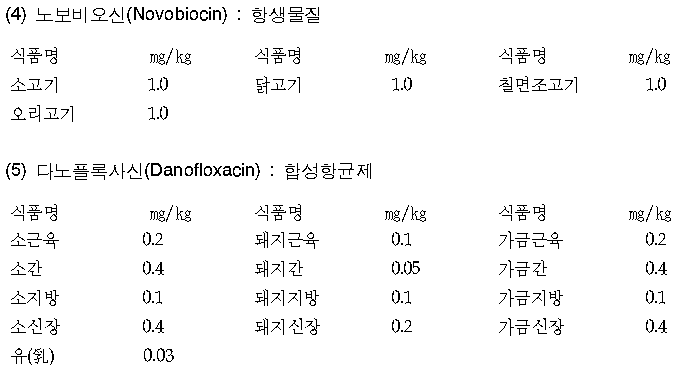 (4) 노보비오신(Novobiocin) : 항생물질
식품명 ㎎/㎏ 식품명 ㎎/㎏ 식품명 ㎎/㎏
소고기 1.0 닭고기 1.0 칠면조고기 1.0
오리고기 1.0
(5) 다노플록사신(Danofloxacin) : 합성항균제
식품명 ㎎/㎏ 식품명 ㎎/㎏ 식품명 ㎎/㎏
소근육 0.2 돼지근육 0.1 가금근육 0.2
소간 0.4 돼지간 0.05 가금간 0.4
소지방 0.1 돼지지방 0.1 가금지방 0.1
소신장 0.4 돼지신장 0.2 가금신장 0.4
유(乳) 0.03